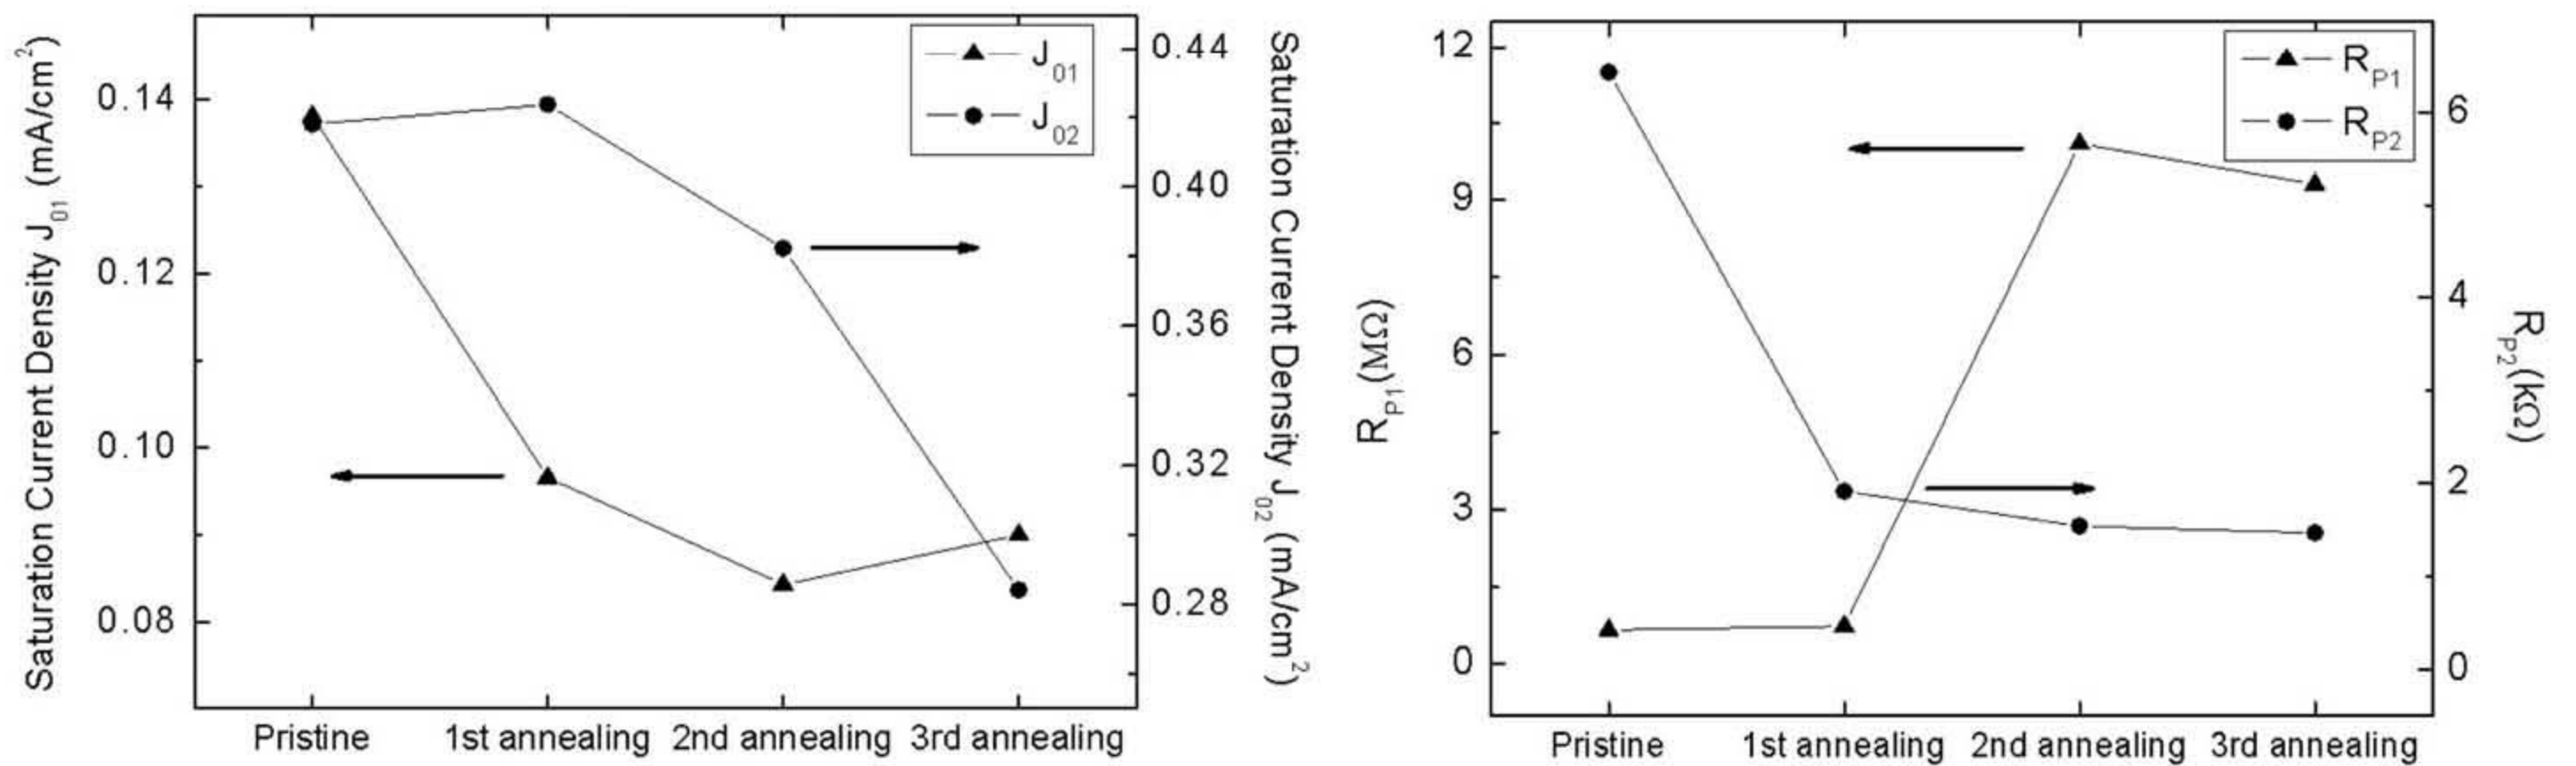 Saturation Current Density J01 (mA/cm2)
0.14
0.12
0.10
0.08
J01
J02
0.44
0.40
0.36
0.32
0.28
Saturation Current Density J02 (mA/cm2)
Pristine 1st annealing 2nd annealing 3rd annealing
RP1(MΩ)
12
9
6
3
0
RP1
RP2
6
4
2
0
RP2(kΩ)
Pristine 1st annealing 2nd annealing 3rd annealing